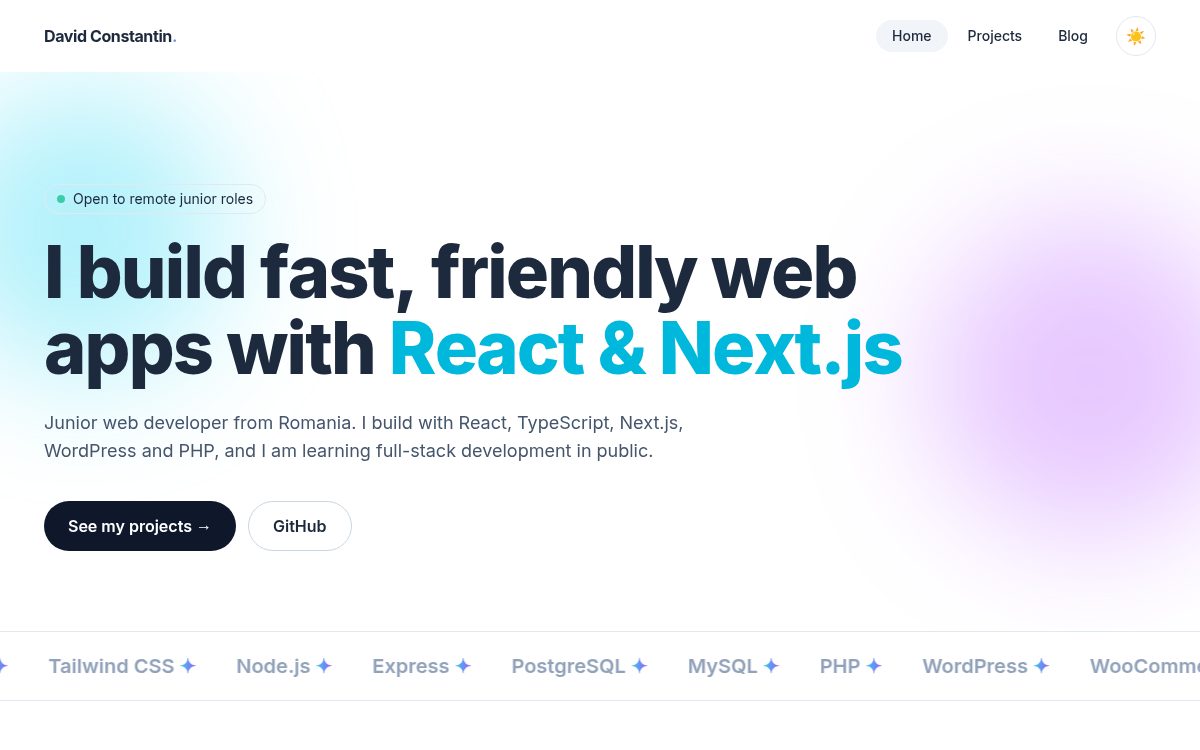 David Constantin.
Home
Projects
Blog
Open to remote junior roles
I build fast, friendly web
apps with React & Next.js
Junior web developer from Romania. I build with React, TypeScript, Next.js,
WordPress and PHP, and I am learning full-stack development in public.
See my projects →
GitHub
Tailwind CSS ✦ Node.js ✦ Express ✦ PostgreSQL ✦ MySQL ✦ PHP ✦ WordPress ✦ WooComme